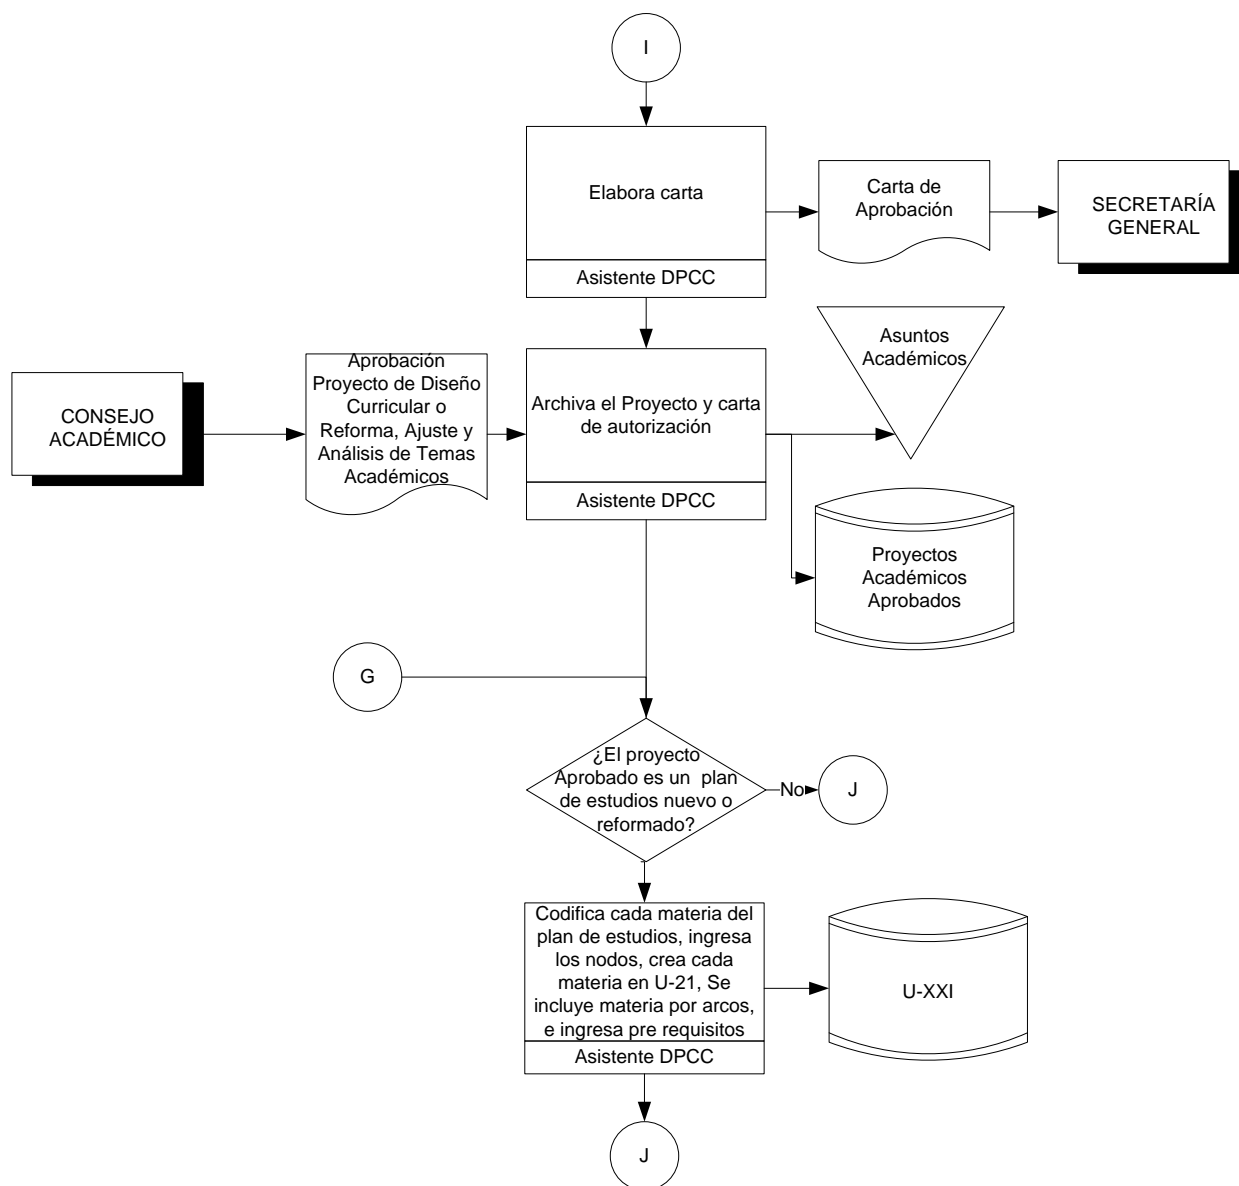 I
Elabora carta
Asistente DPCC
Carta de
Aprobación
SECRETARÍA
GENERAL
CONSEJO
ACADÉMICO
Aprobación
Proyecto de Diseño
Curricular o
Reforma, Ajuste y
Análisis de Temas
Académicos
Archiva el Proyecto y carta
de autorización
Asistente DPCC
Asuntos
Académicos
Proyectos
Académicos
Aprobados
G
¿El proyecto
Aprobado es un  plan
de estudios nuevo o
reformado?
No
J
Codifica cada materia del
plan de estudios, ingresa
los nodos, crea cada
materia en U-21, Se
incluye materia por arcos,
e ingresa pre requisitos
Asistente DPCC
U-XXI
J